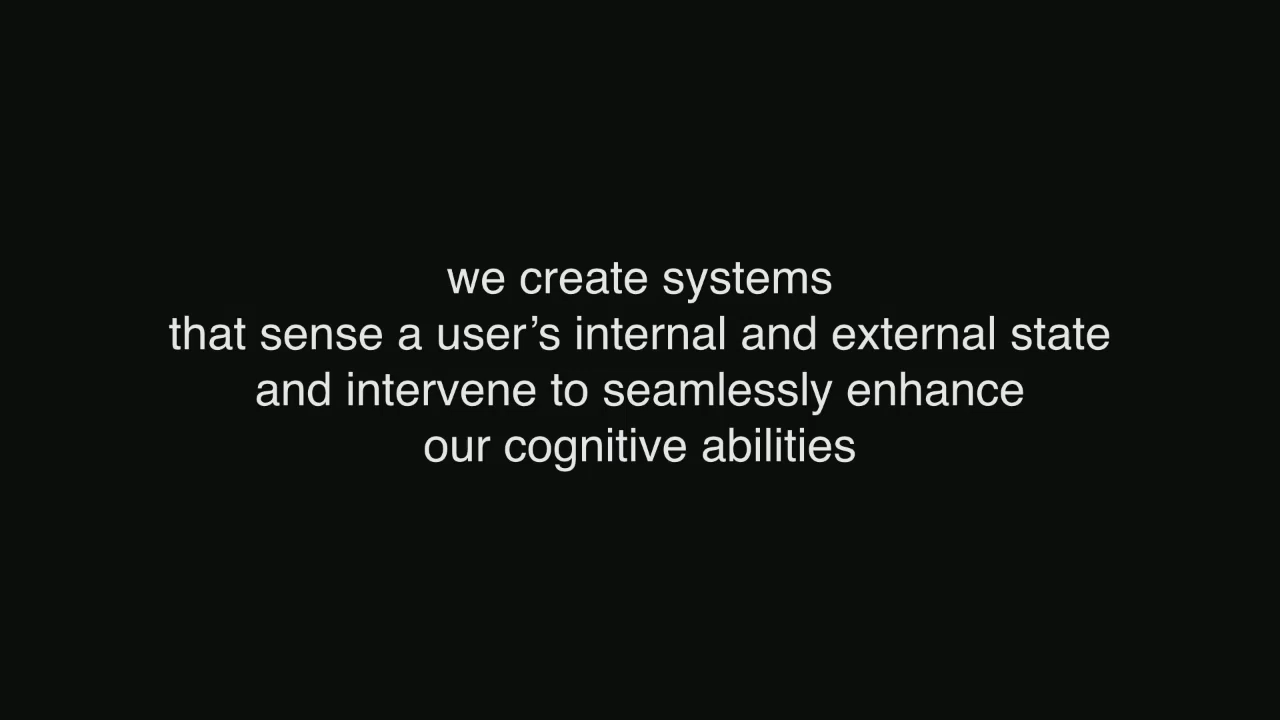 we create systems
that sense a user’s internal and external state
and intervene to seamlessly enhance
our cognitive abilities